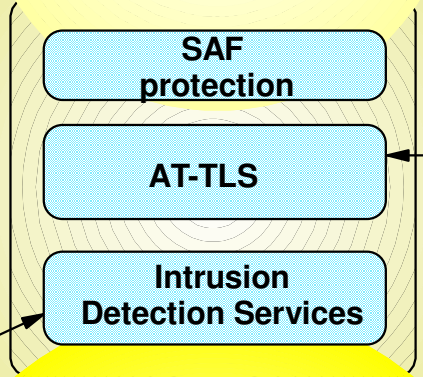 SAF
protection
AT-TLS
Intrusion
Detection Services